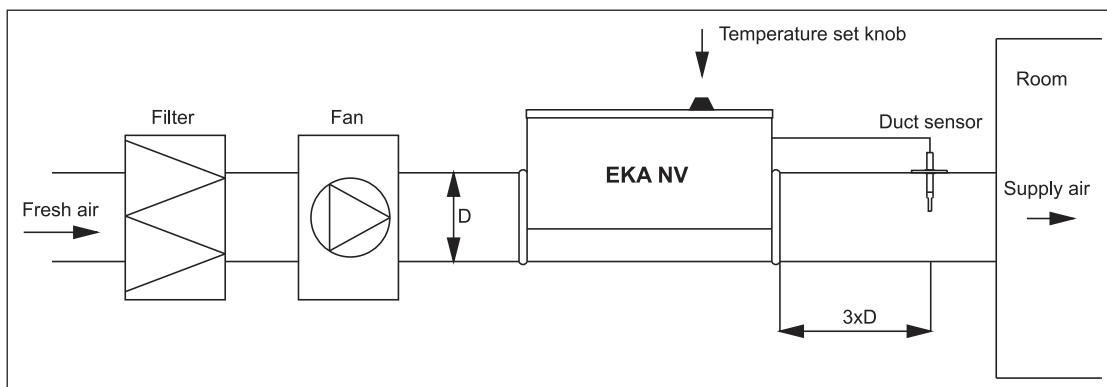 Temperature set knob
Room
Filter
Fan
Duct sensor
EKA NV
Fresh air
D
Supply air
3xD